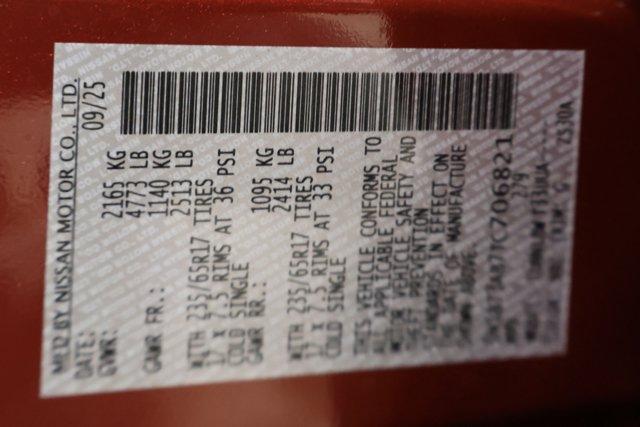 MFD BY NISSAN MOTOR CO., LTD.
DATE: 09/25
GVWR: 2165 KG
4773 LB
GAWR FR.: 1140 KG
2513 LB
WITH 235/65R17 TIRES
17 X 7.5 RIMS AT 36 PSI
COLD SINGLE
GAWR RR.: 1095 KG
2414 LB
WITH 235/65R17 TIRES
17 X 7.5 RIMS AT 33 PSI
COLD SINGLE
THIS VEHICLE CONFORMS TO
ALL APPLICABLE FEDERAL
MOTOR VEHICLE SAFETY AND
THEFT PREVENTION
STANDARDS IN EFFECT ON
THE DATE OF MANUFACTURE
SHOWN ABOVE.
TC706821
MPV